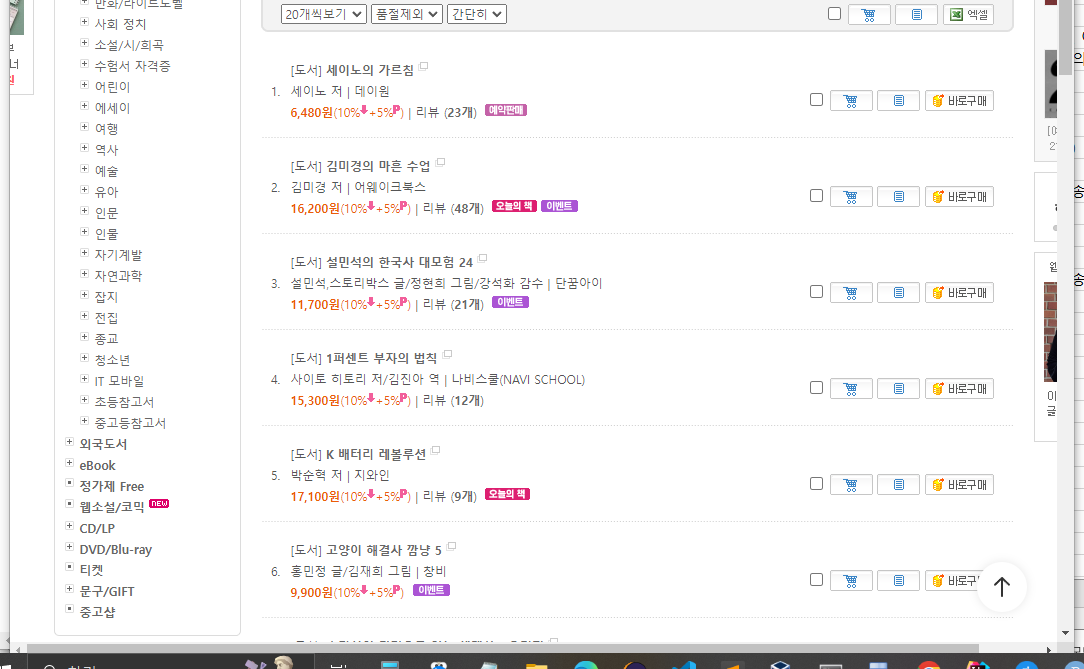 만화/라이트노벨
사회 정치
소설/시/희곡
수험서 자격증
어린이
에세이
여행
역사
예술
유아
인문
인물
자기계발
자연과학
잡지
전집
종교
청소년
IT 모바일
초등참고서
중고등참고서
외국도서
eBook
정가제 Free
웹소설/코믹 NEW
CD/LP
DVD/Blu-ray
티켓
문구/GIFT
중고샵
20개씩보기 품절제외 간단히 엑셀
[도서] 세이노의 가르침
1. 세이노 저 | 데이원
6,480원(10%+5%P) | 리뷰 (23개) 예약판매
바로구매
[도서] 김미경의 마흔 수업
2. 김미경 저 | 어웨이크북스
16,200원(10%+5%P) | 리뷰 (48개) 오늘의 책 이벤트
바로구매
[도서] 설민석의 한국사 대모험 24
3. 설민석,스토리박스 글/정현희 그림/강석화 감수 | 단꿈아이
11,700원(10%+5%P) | 리뷰 (21개) 이벤트
바로구매
[도서] 1퍼센트 부자의 법칙
4. 사이토 히토리 저/김진아 역 | 나비스쿨(NAVI SCHOOL)
15,300원(10%+5%P) | 리뷰 (12개)
바로구매
[도서] K 배터리 레볼루션
5. 박순혁 저 | 지와인
17,100원(10%+5%P) | 리뷰 (9개) 오늘의 책
바로구매
[도서] 고양이 해결사 깜냥 5
6. 홍민정 글/김재희 그림 | 창비
9,900원(10%+5%P) 이벤트
바로구